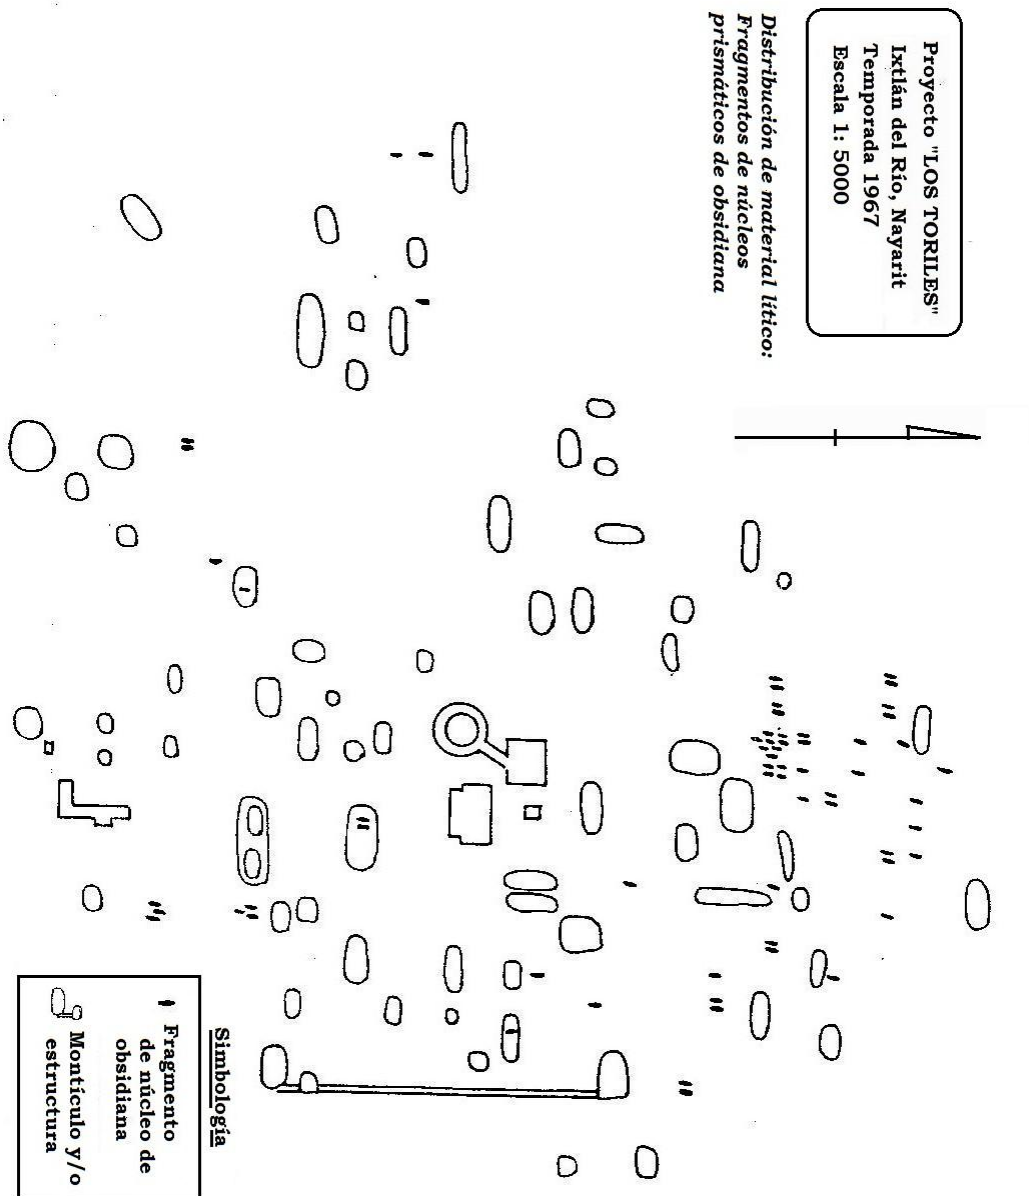 Proyecto "LOS TORILES"
Ixtlán del Río, Nayarit
Temporada 1967
Escala 1: 5000
Distribución de material lítico:
Fragmentos de núcleos
prismáticos de obsidiana
Simbología
Fragmento
de núcleo de
obsidiana
Montículo y/o
estructura